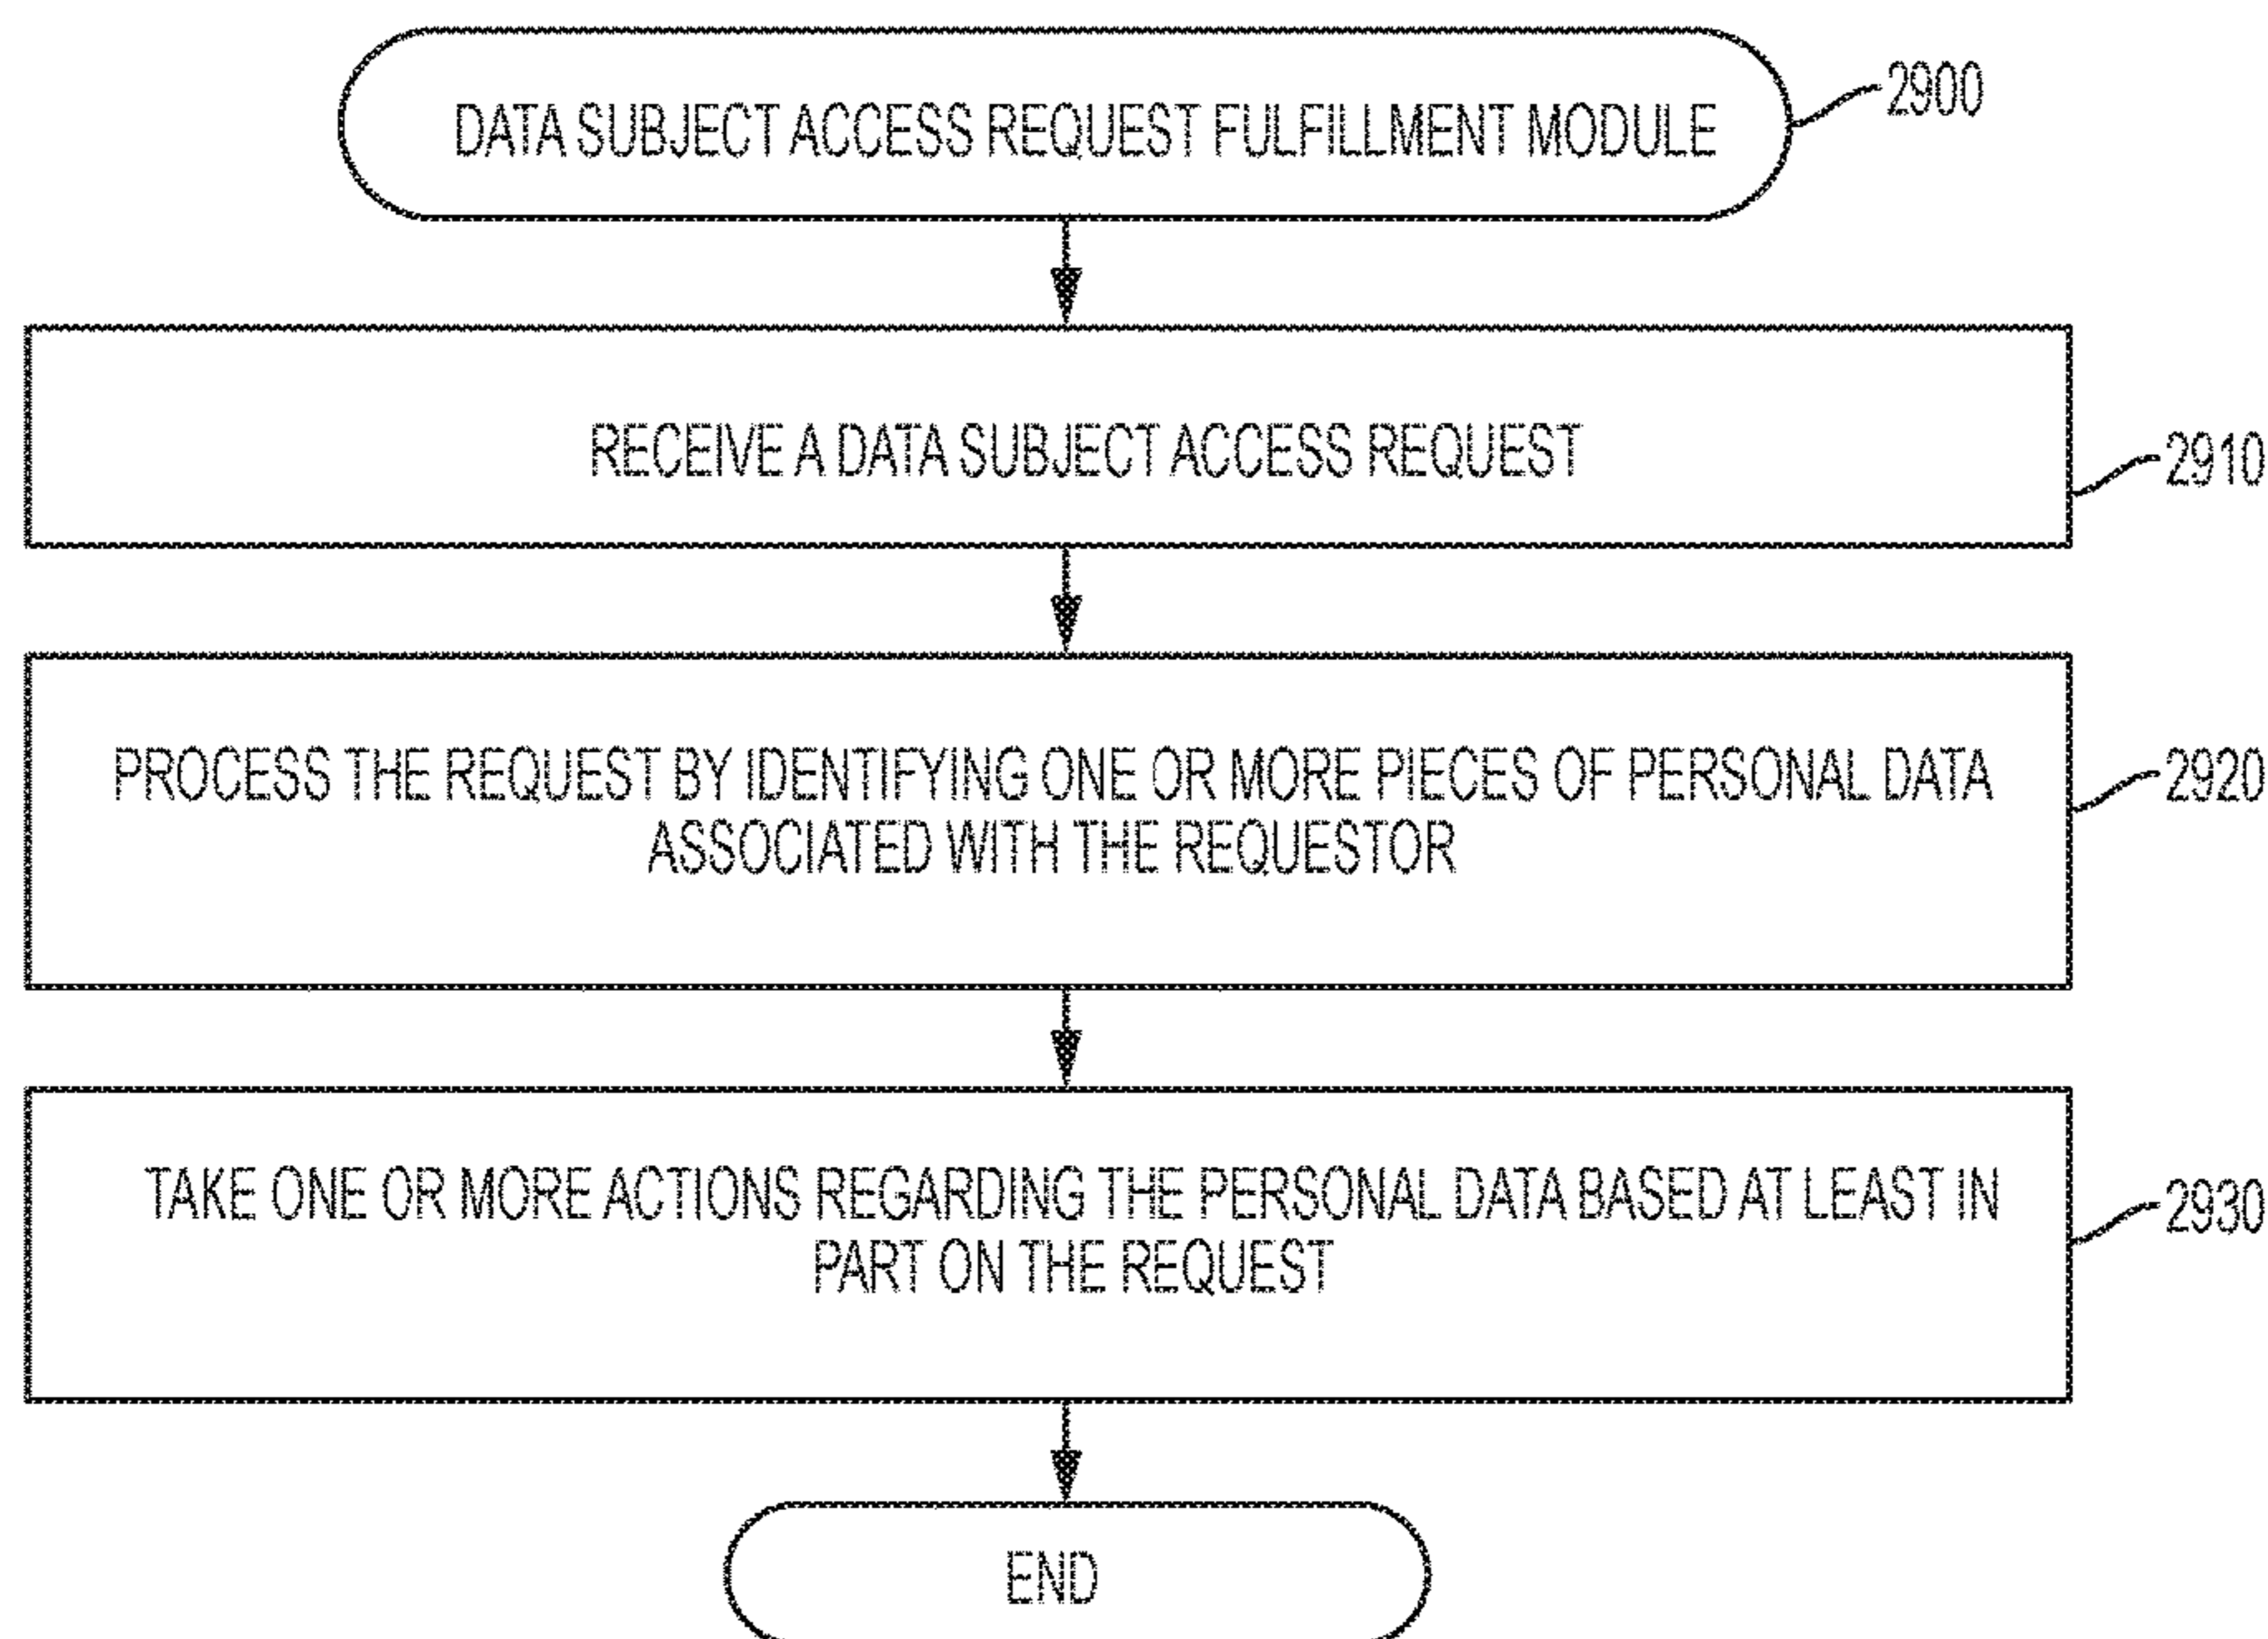 DATA SUBJECT ACCESS REQUEST FULFILLMENT MODULE
2900
RECEIVE A DATA SUBJECT ACCESS REQUEST
2910
PROCESS THE REQUEST BY IDENTIFYING ONE OR MORE PIECES OF PERSONAL DATA
ASSOCIATED WITH THE REQUESTOR
2920
TAKE ONE OR MORE ACTIONS REGARDING THE PERSONAL DATA BASED AT LEAST IN
PART ON THE REQUEST
2930
END